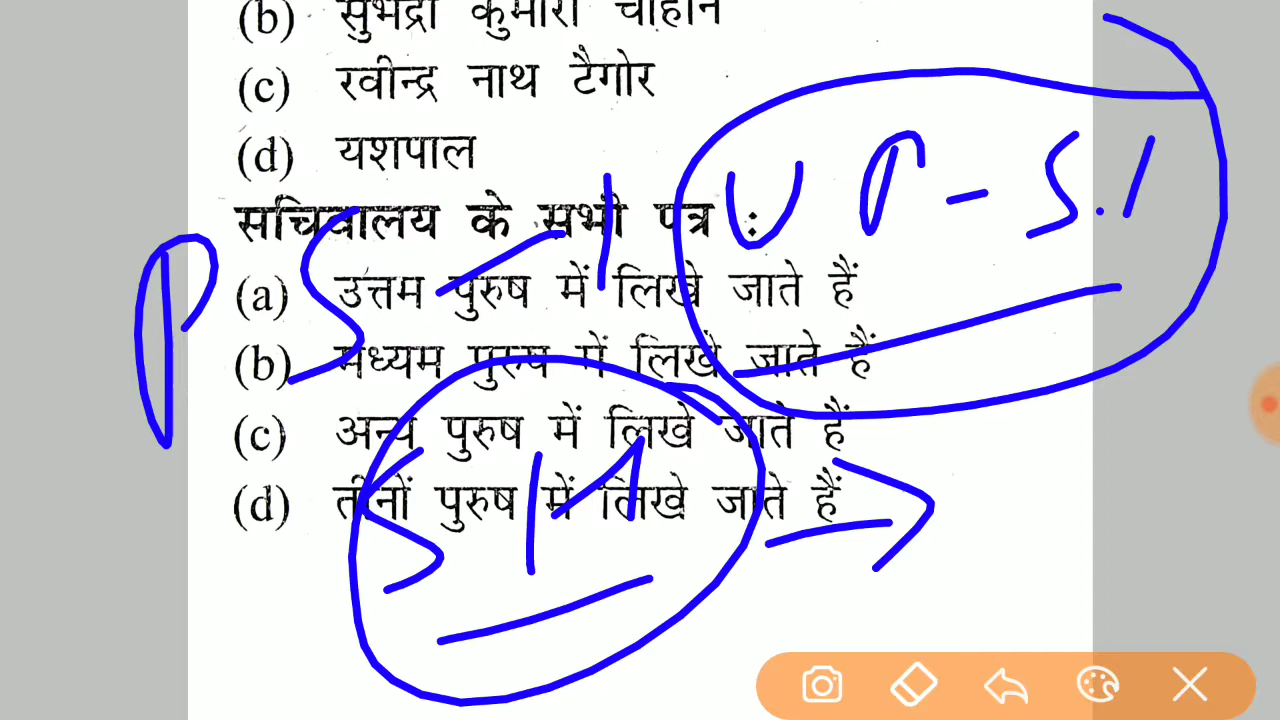 (b) सुभद्रा कुमारी चौहान
(c) रवीन्द्र नाथ टैगोर
(d) यशपाल
सचिवालय के सभी पत्र :
(a) उत्तम पुरुष में लिखे जाते हैं
(b) मध्यम पुरुष में लिखे जाते हैं
(c) अन्य पुरुष में लिखे जाते हैं
(d) तीनों पुरुष में लिखे जाते हैं
UP-S.I
PS